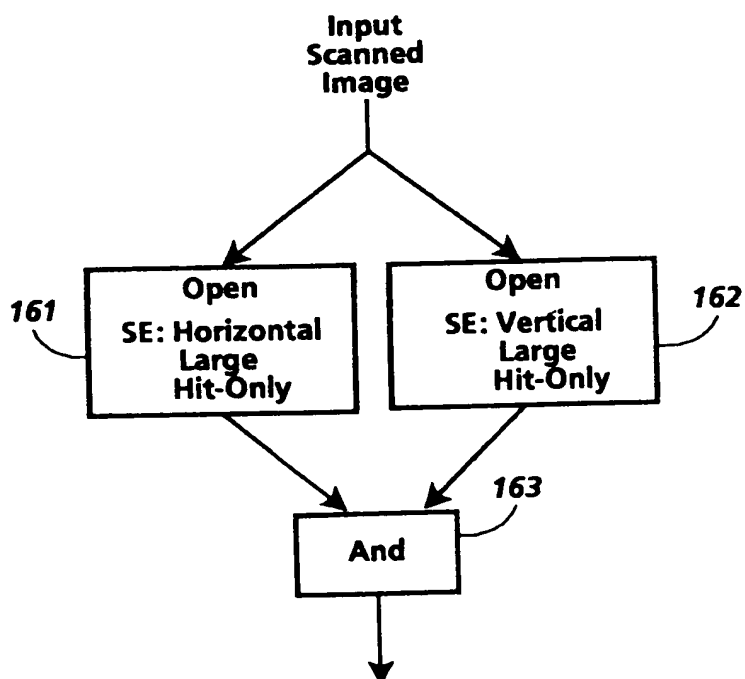 Input
Scanned
Image
161
Open
SE: Horizontal
Large
Hit-Only
Open
SE: Vertical
Large
Hit-Only
162
163
And